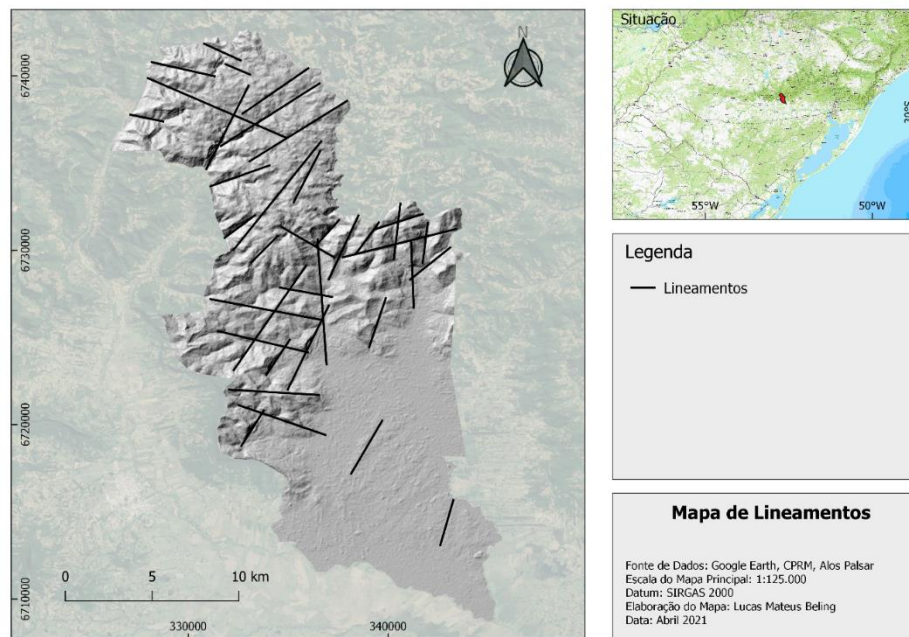 N
6740000
6730000
6720000
6710000
0 5 10 km
330000
340000
Situação
30°S
55°W
50°W
Legenda
Lineamentos
Mapa de Lineamentos
Fonte de Dados: Google Earth, CPRM, Alos Palsar
Escala do Mapa Principal: 1:125.000
Datum: SIRGAS 2000
Elaboração do Mapa: Lucas Mateus Beling
Data: Abril 2021